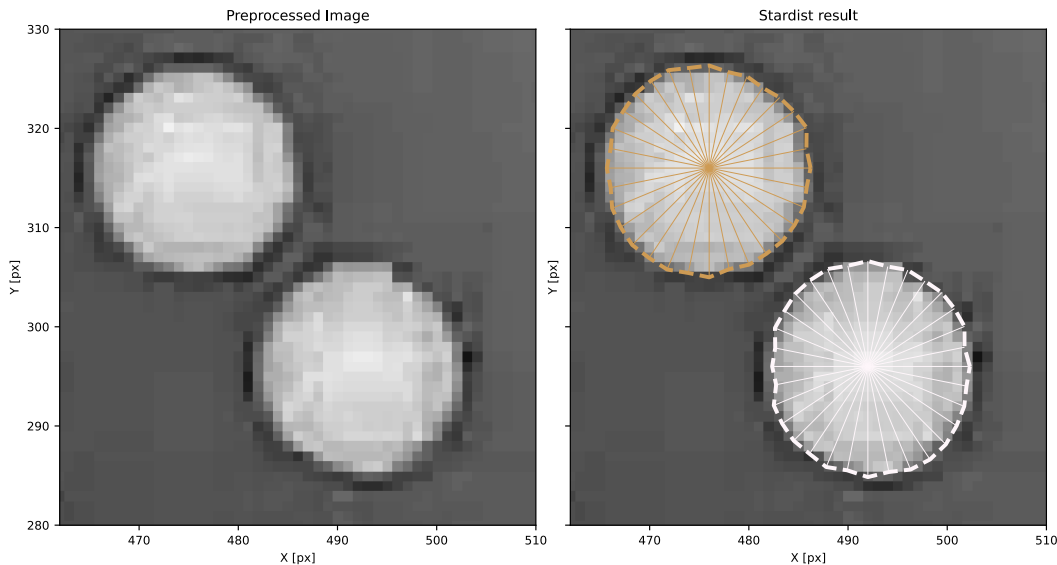 Preprocessed Image
Stardist result
330
320
310
300
290
280
Y [px]
Y [px]
470
480
490
500
510
470
480
490
500
510
X [px]
X [px]